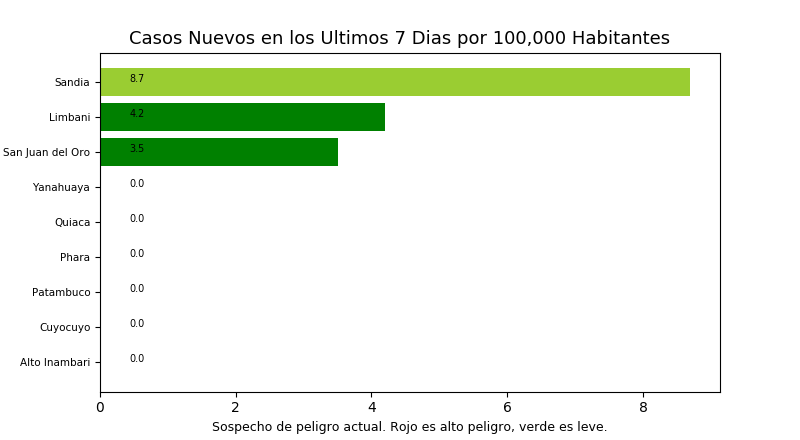 Casos Nuevos en los Ultimos 7 Dias por 100,000 Habitantes
Sandia 8.7
Limbani 4.2
San Juan del Oro 3.5
Yanahuaya 0.0
Quiaca 0.0
Phara 0.0
Patambuco 0.0
Cuyocuyo 0.0
Alto Inambari 0.0
0 2 4 6 8
Sospecho de peligro actual. Rojo es alto peligro, verde es leve.